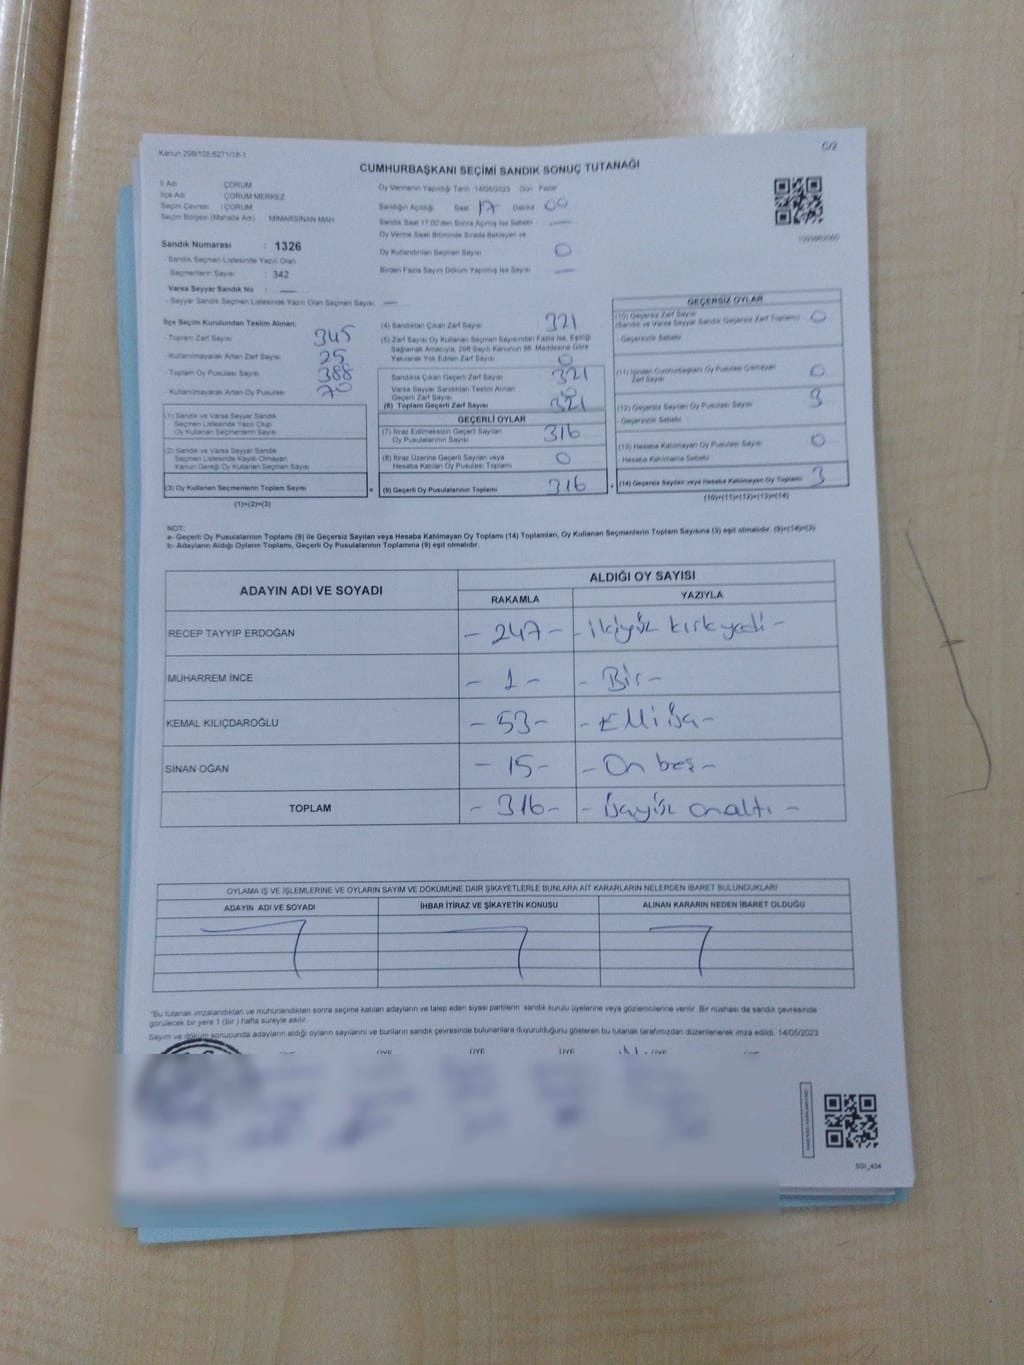 Kanun 298/105,6271/18-1
C/2
CUMHURBAŞKANI SEÇİMİ SANDIK SONUÇ TUTANAĞI
İl Adı ÇORUM
İlçe Adı ÇORUM MERKEZ
Seçim Çevresi : ÇORUM
Seçim Bölgesi (Mahalle Adı) MİMARSİNAN MAH
Sandık Numarası : 1326
- Sandık Seçmen Listesinde Yazılı Olan
Seçmenlerin Sayısı : 342
Varsa Seyyar Sandık No : —
- Seyyar Sandık Seçmen Listesinde Yazılı Olan Seçmen Sayısı : —
Oy Vermenin Yapıldığı Tarih :14/05/2023 Gün Pazar
Sandığın Açıldığı Saat 17 Dakika 00
Sandık Saat 17:00'den Sonra Açılmış İse Sebebi —
Oy Verme Saati Bitiminde Sırada Bekleyen ve
Oy Kullandırılan Seçmen Sayısı 0
Birden Fazla Sayım Döküm Yapılmış İse Sayısı —
İlçe Seçim Kurulundan Teslim Alınan;
- Toplam Zarf Sayısı 345
- Kullanılmayarak Artan Zarf Sayısı 25
- Toplam Oy Pusulası Sayısı 388
- Kullanılmayarak Artan Oy Pusulası 70
(1) Sandık ve Varsa Seyyar Sandık
Seçmen Listesinde Yazılı Olup
Oy Kullanan Seçmenlerin Sayısı
(2) Sandık ve Varsa Seyyar Sandık
Seçmen Listesinde Kayıtlı Olmayan
Kanun Gereği Oy Kullanan Seçmen Sayısı
(3) Oy Kullanan Seçmenlerin Toplam Sayısı
(1)+(2)=(3)
(4) Sandıktan Çıkan Zarf Sayısı 321
(5) Zarf Sayısı Oy Kullanan Seçmen Sayısından Fazla İse, Eşitliği
Sağlamak Amacıyla, 298 Sayılı Kanunun 98. Maddesine Göre
Yakılarak Yok Edilen Zarf Sayısı 0
Sandıkta Çıkan Geçerli Zarf Sayısı 321
Varsa Seyyar Sandıktan Teslim Alınan
Geçerli Zarf Sayısı 0
(6) Toplam Geçerli Zarf Sayısı 321
GEÇERLİ OYLAR
(7) İtiraz Edilmeksizin Geçerli Sayılan
Oy Pusulalarının Sayısı 316
(8) İtiraz Üzerine Geçerli Sayılan veya
Hesaba Katılan Oy Pusulası Toplamı 0
= (9) Geçerli Oy Pusulalarının Toplamı 316
GEÇERSİZ OYLAR
(10) Geçersiz Zarf Sayısı
(Sandık ve Varsa Seyyar Sandık Geçersiz Zarf Toplamı) 0
- Geçersizlik Sebebi
(11) İçinden Cumhurbaşkanı Oy Pusulası Çıkmayan
Zarf Sayısı 0
(12) Geçersiz Sayılan Oy Pusulası Sayısı 3
- Geçersizlik Sebebi
(13) Hesaba Katılmayan Oy Pusulası Sayısı 0
- Hesaba Katılmama Sebebi
+ (14) Geçersiz Sayılan veya Hesaba Katılmayan Oy Toplamı 3
(10)+(11)+(12)+(13)=(14)
NOT:
a- Geçerli Oy Pusulalarının Toplamı (9) ile Geçersiz Sayılan veya Hesaba Katılmayan Oy Toplamı (14) Toplamları, Oy Kullanan Seçmenlerin Toplam Sayısına (3) eşit olmalıdır. (9)+(14)=(3)
b- Adayların Aldığı Oyların Toplamı, Geçerli Oy Pusulalarının Toplamına (9) eşit olmalıdır.
ADAYIN ADI VE SOYADI
ALDIĞI OY SAYISI
RAKAMLA YAZIYLA
RECEP TAYYİP ERDOĞAN - 247 - - İkiyüz kırk yedi -
MUHARREM İNCE - 1 - - Bir -
KEMAL KILIÇDAROĞLU - 53 - - Elli üç -
SİNAN OĞAN - 15 - - On beş -
TOPLAM - 316 - - üçyüz onaltı -
OYLAMA İŞ VE İŞLEMLERİNE VE OYLARIN SAYIM VE DÖKÜMÜNE DAİR ŞİKAYETLERLE BUNLARA AİT KARARLARIN NELERDEN İBARET BULUNDUKLARI
ADAYIN ADI VE SOYADI İHBAR İTİRAZ VE ŞİKAYETİN KONUSU ALINAN KARARIN NEDEN İBARET OLDUĞU
"Bu tutanak imzalandıktan ve mühürlendikten sonra seçime katılan adayların ve talep eden siyasi partilerin sandık kurulu üyelerine veya gözlemcilerine verilir. Bir nüshası da sandık çevresinde
görülecek bir yere 1 (bir ) hafta süreyle asılır.
Sayım ve döküm sonucunda adayların aldığı oyların sayılarını ve bunların sandık çevresinde bulunanlara duyurulduğunu gösteren bu tutanak tarafımızdan düzenlenerek imza edildi. 14/05/2023
ÜYE ÜYE ÜYE ÜYE ÜYE